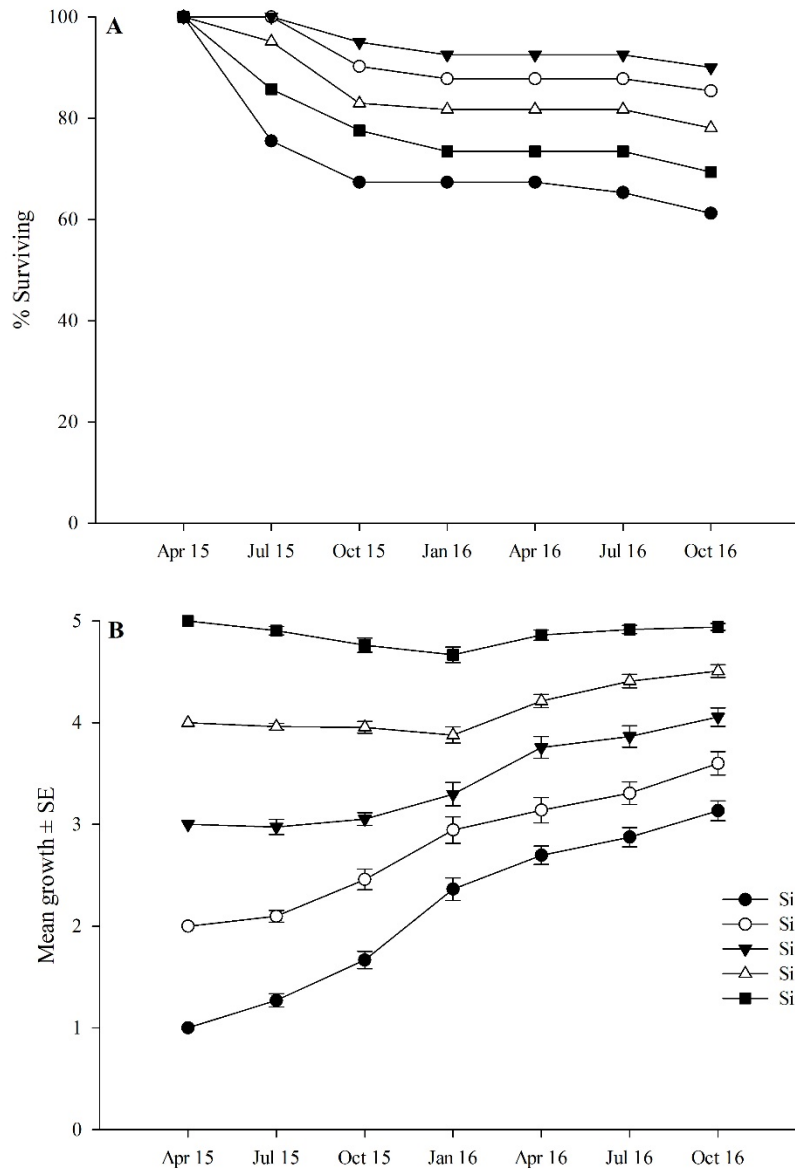 A
100
80
60
40
20
0
% Surviving
Apr 15 Jul 15 Oct 15 Jan 16 Apr 16 Jul 16 Oct 16
B
5
4
3
2
1
0
Mean growth ± SE
Apr 15 Jul 15 Oct 15 Jan 16 Apr 16 Jul 16 Oct 16
Si
Si
Si
Si
Si